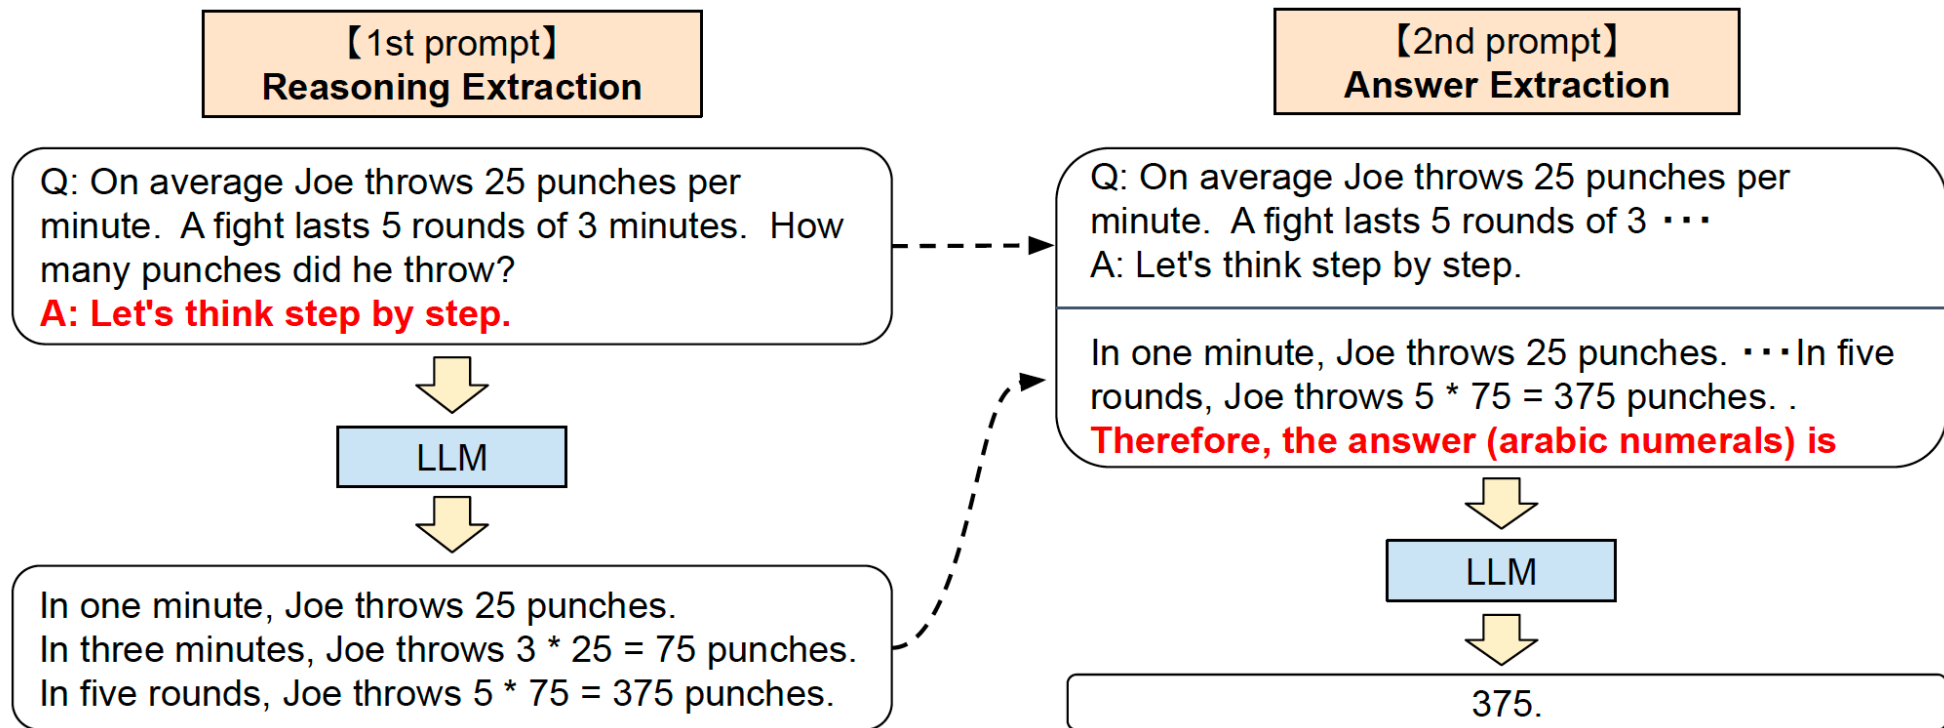 【1st prompt】
Reasoning Extraction
Q: On average Joe throws 25 punches per
minute.  A fight lasts 5 rounds of 3 minutes.  How
many punches did he throw?
A: Let's think step by step.
LLM
In one minute, Joe throws 25 punches.
In three minutes, Joe throws 3 * 25 = 75 punches.
In five rounds, Joe throws 5 * 75 = 375 punches.
【2nd prompt】
Answer Extraction
Q: On average Joe throws 25 punches per
minute.  A fight lasts 5 rounds of 3 ･･･
A: Let's think step by step.
In one minute, Joe throws 25 punches. ･･･In five
rounds, Joe throws 5 * 75 = 375 punches. .
Therefore, the answer (arabic numerals) is
LLM
375.